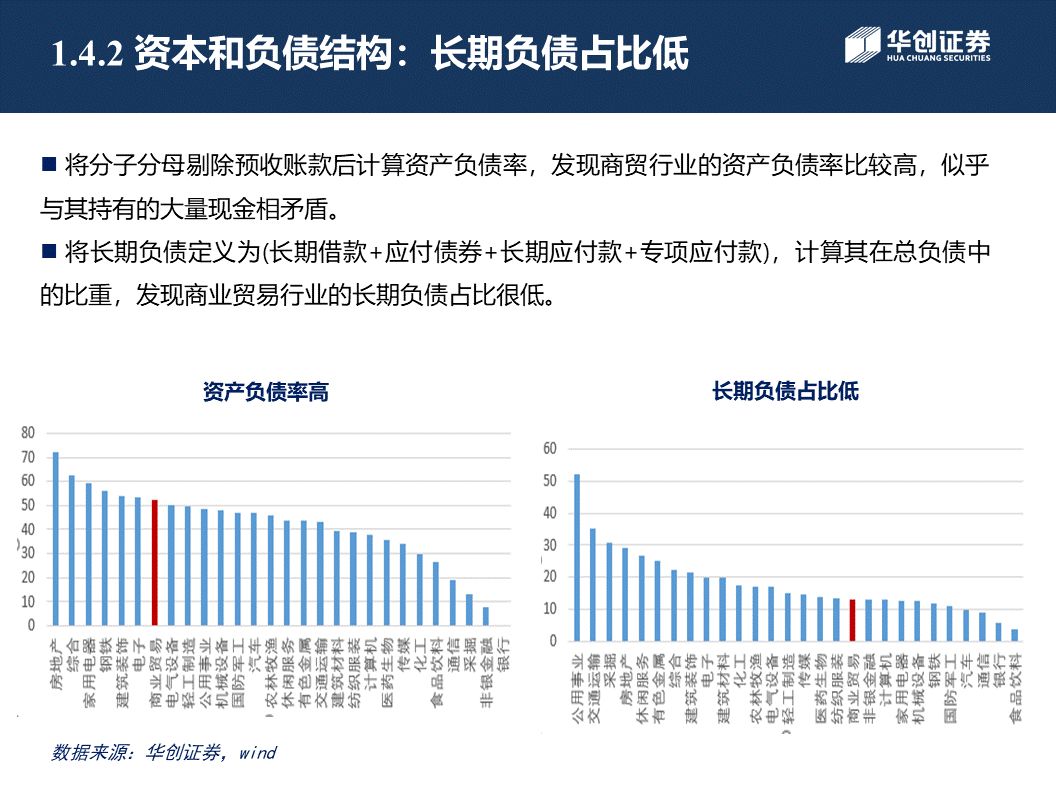 1.4.2 资本和负债结构：长期负债占比低
华创证券
HUA CHUANG SECURITIES
■ 将分子分母剔除预收账款后计算资产负债率，发现商贸行业的资产负债率比较高，似乎
与其持有的大量现金相矛盾。
■ 将长期负债定义为(长期借款+应付债券+长期应付款+专项应付款)，计算其在总负债中
的比重，发现商业贸易行业的长期负债占比很低。
资产负债率高
80
70
60
50
40
30
20
10
0
房地产
综合
家用电器
钢铁
建筑装饰
电子
商业贸易
电气设备
轻工制造
公用事业
机械设备
国防军工
汽车
农林牧渔
休闲服务
有色金属
交通运输
建筑材料
纺织服装
计算机
医药生物
传媒
化工
食品饮料
通信
采掘
非银金融
银行
长期负债占比低
60
50
40
30
20
10
0
公用事业
交通运输
采掘
房地产
休闲服务
有色金属
综合
建筑装饰
电子
建筑材料
化工
农林牧渔
电气设备
轻工制造
传媒
医药生物
纺织服装
商业贸易
非银金融
计算机
家用电器
机械设备
钢铁
国防军工
汽车
通信
银行
食品饮料
数据来源：华创证券，wind